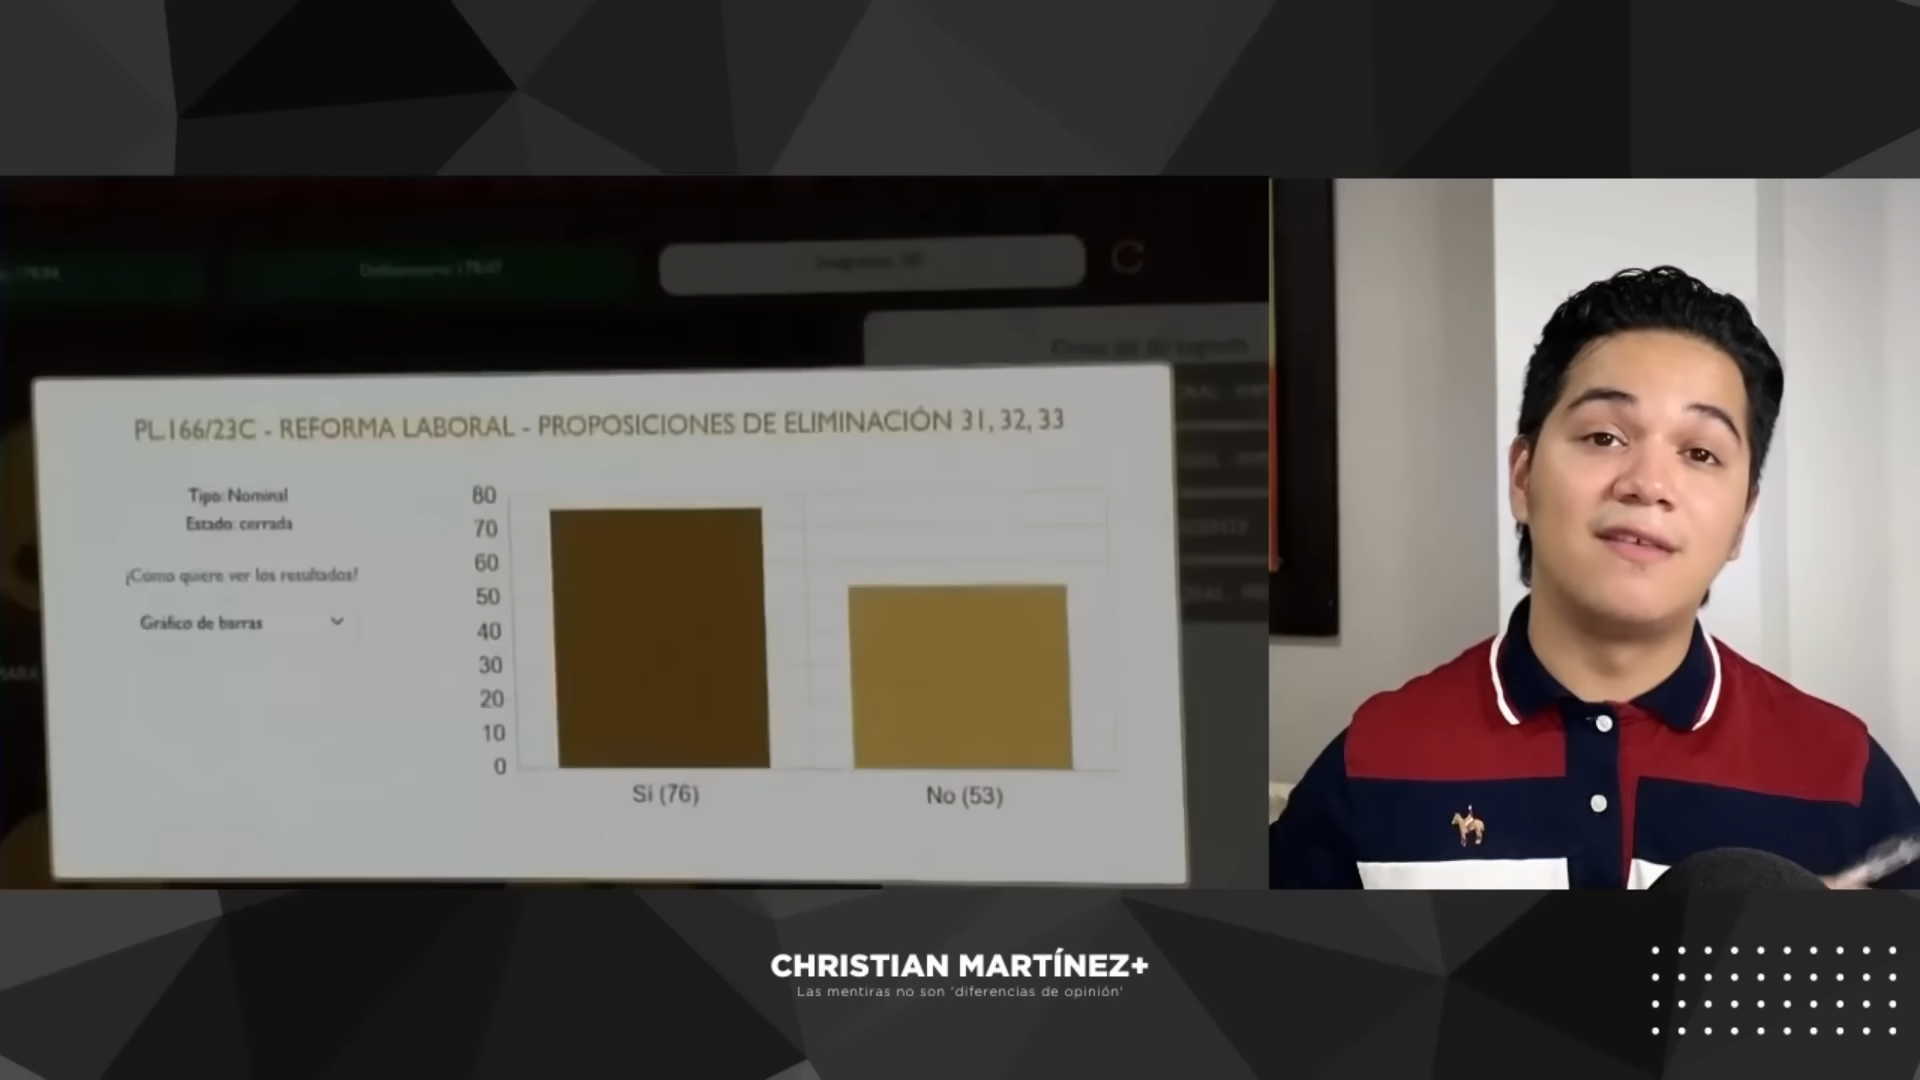 PL.166/23C - REFORMA LABORAL - PROPOSICIONES DE ELIMINACIÓN 31, 32, 33
Tipo: Nominal
Estado: cerrada
¿Como quiere ver los resultados?
Gráfico de barras
80
70
60
50
40
30
20
10
0
Si (76)
No (53)
CHRISTIAN MARTÍNEZ+
Las mentiras no son 'diferencias de opinión'